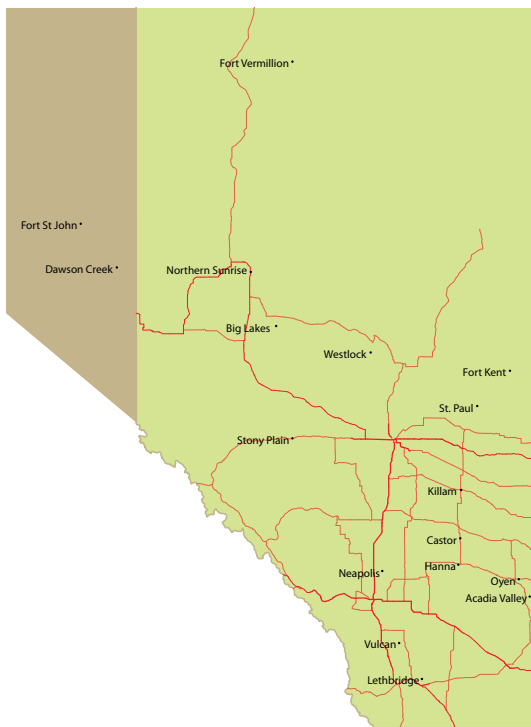 Fort Vermillion
Fort St John
Dawson Creek
Northern Sunrise
Big Lakes
Westlock
Fort Kent
St. Paul
Stony Plain
Killam
Castor
Hanna
Neapolis
Oyen
Acadia Valley
Vulcan
Lethbridge